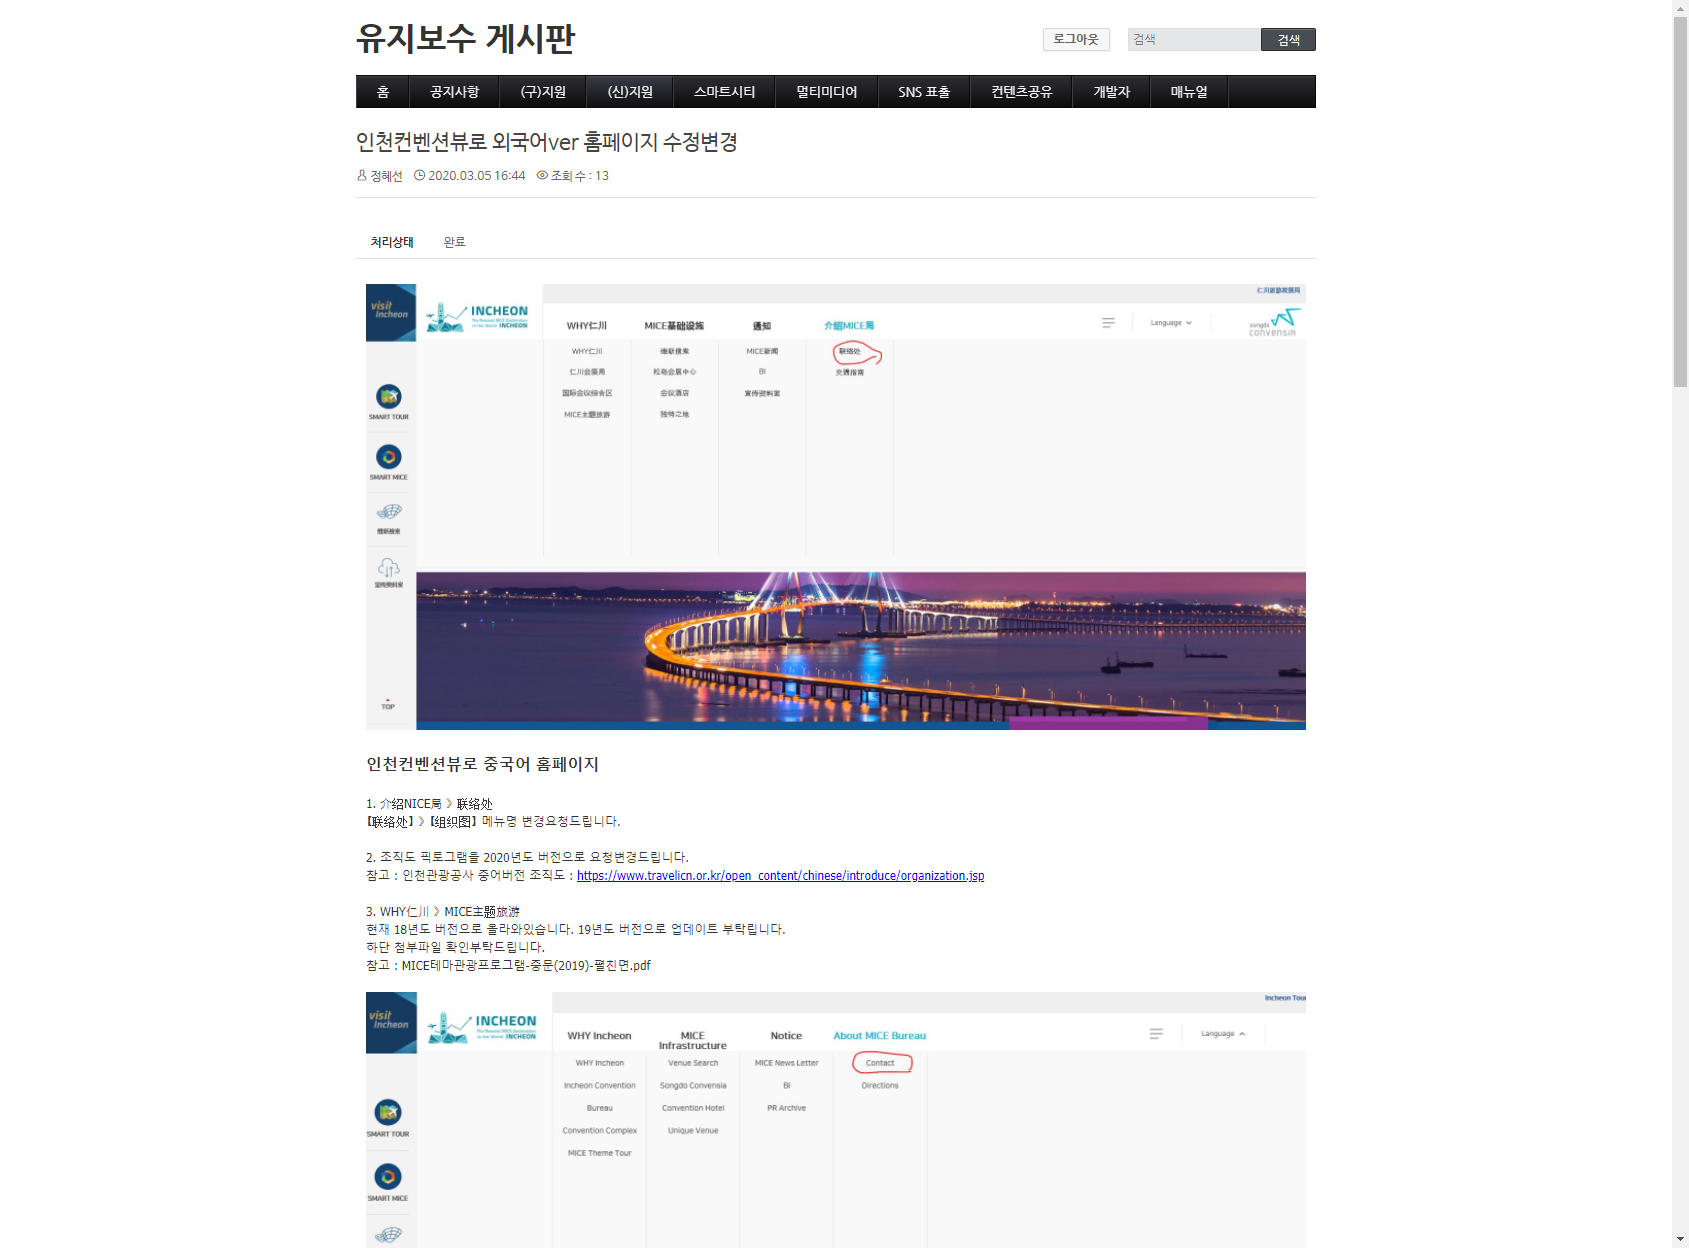 유지보수 게시판
로그아웃
검색
검색
홈 공지사항 (구)지원 (신)지원 스마트시티 멀티미디어 SNS 표출 컨텐츠공유 개발자 매뉴얼
인천컨벤션뷰로 외국어ver 홈페이지 수정변경
정혜선 2020.03.05 16:44 조회 수 : 13
처리상태 완료
visit
Incheon
INCHEON
The Nearest MICE Destination
in the World INCHEON
WHY仁川 MICE基础设施 通知 介绍MICE局
Language
songdo
convensia
WHY仁川 MICE新闻 联络处
仁川会展局 松岛会展中心 BI 交通指南
国际会议综合区 会议酒店 宣传资料室
MICE主题旅游 独特之地
SMART TOUR
SMART MICE
TOP
인천컨벤션뷰로 중국어 홈페이지
1. 介绍NICE局 》联络处
【联络处】 》【组织图】 메뉴명 변경요청드립니다.
2. 조직도 픽토그램을 2020년도 버전으로 요청변경드립니다.
참고 : 인천관광공사 중어버전 조직도 : https://www.travelicn.or.kr/open_content/chinese/introduce/organization.jsp
3. WHY仁川 》MICE主题旅游
현재 18년도 버전으로 올라와있습니다. 19년도 버전으로 업데이트 부탁립니다.
하단 첨부파일 확인부탁드립니다.
참고 : MICE테마관광프로그램-중문(2019)-펼친면.pdf
Incheon Tour
visit
Incheon
INCHEON
The Nearest MICE Destination
in the World INCHEON
WHY Incheon MICE Notice About MICE Bureau
Infrastructure
Language
WHY Incheon Venue Search MICE News Letter Contact
Incheon Convention Songdo Convensia BI Directions
Bureau Convention Hotel PR Archive
Convention Complex Unique Venue
MICE Theme Tour
SMART TOUR
SMART MICE